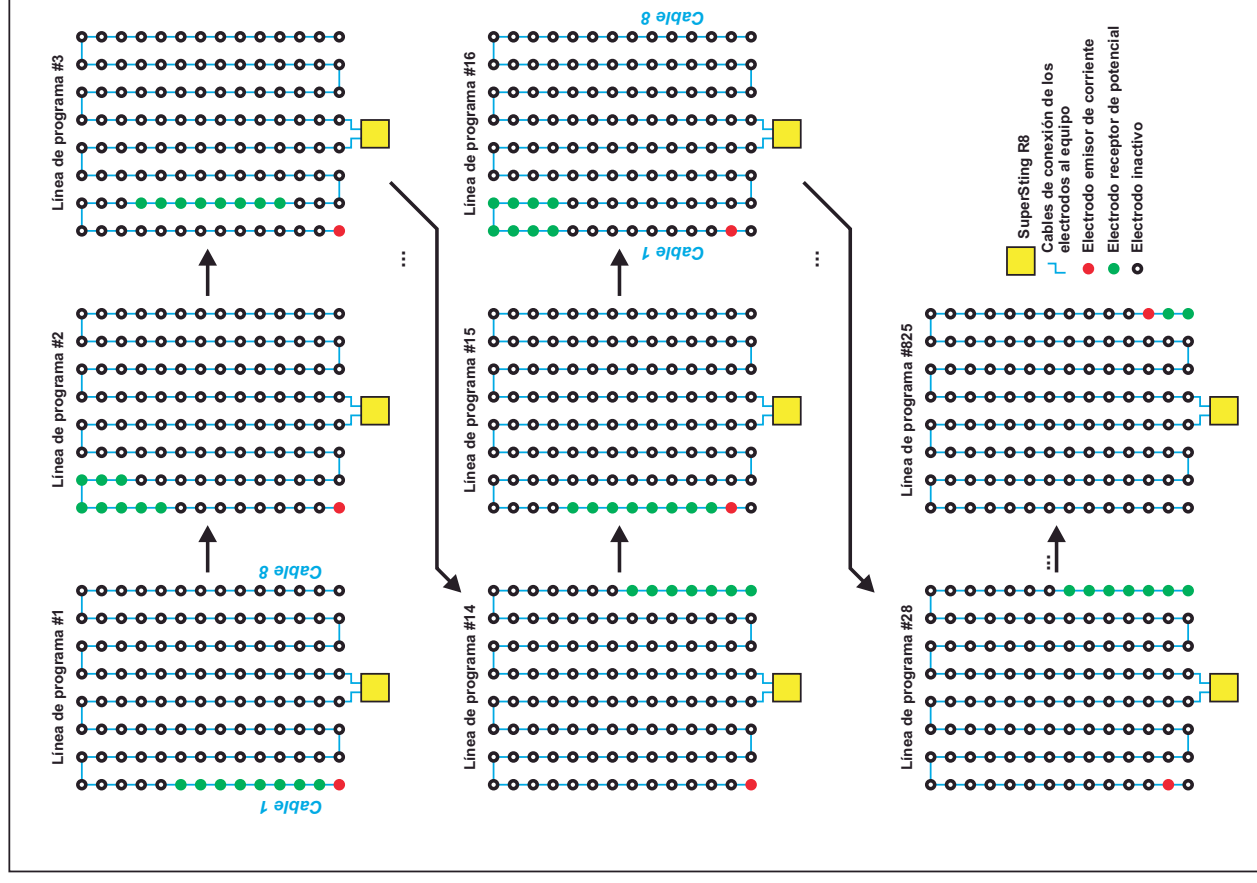 Línea de programa #1
Cable 1
Cable 8
Línea de programa #2
Línea de programa #3
...
Línea de programa #14
Línea de programa #15
Línea de programa #16
Cable 1
Cable 8
...
Línea de programa #28
...
Línea de programa #825
SuperSting R8
Cables de conexión de los
electrodos al equipo
Electrodo emisor de corriente
Electrodo receptor de potencial
Electrodo inactivo